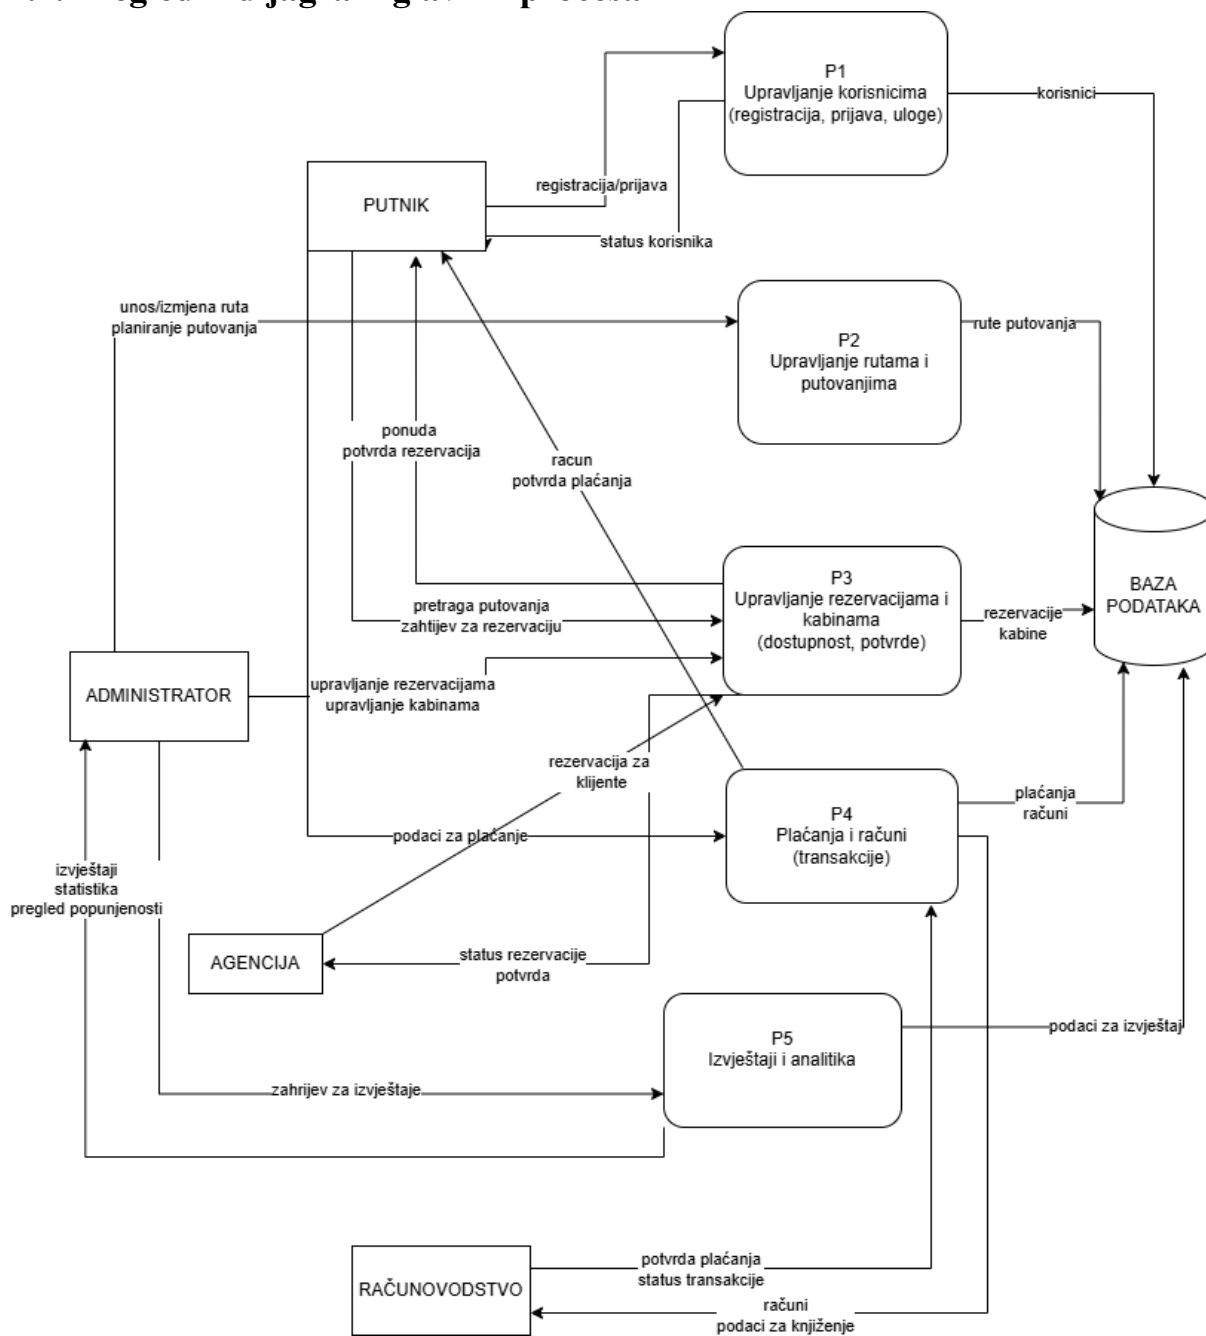 P1
Upravljanje korisnicima
(registracija, prijava, uloge)
korisnici
registracija/prijava
PUTNIK
status korisnika
unos/izmjena ruta
planiranje putovanja
P2
Upravljanje rutama i
putovanjima
rute putovanja
ponuda
potvrda rezervacija
racun
potvrda plaćanja
P3
Upravljanje rezervacijama i
kabinama
(dostupnost, potvrde)
rezervacije
kabine
BAZA
PODATAKA
pretraga putovanja
zahtijev za rezervaciju
ADMINISTRATOR
upravljanje rezervacijama
upravljanje kabinama
rezervacija za
klijente
P4
Plaćanja i računi
(transakcije)
plaćanja
računi
podaci za plaćanje
izvještaji
statistika
pregled popunjenosti
AGENCIJA
status rezervacije
potvrda
P5
Izvještaji i analitika
podaci za izvještaj
zahrijev za izvještaje
RAČUNOVODSTVO
potvrda plaćanja
status transakcije
računi
podaci za knjiženje